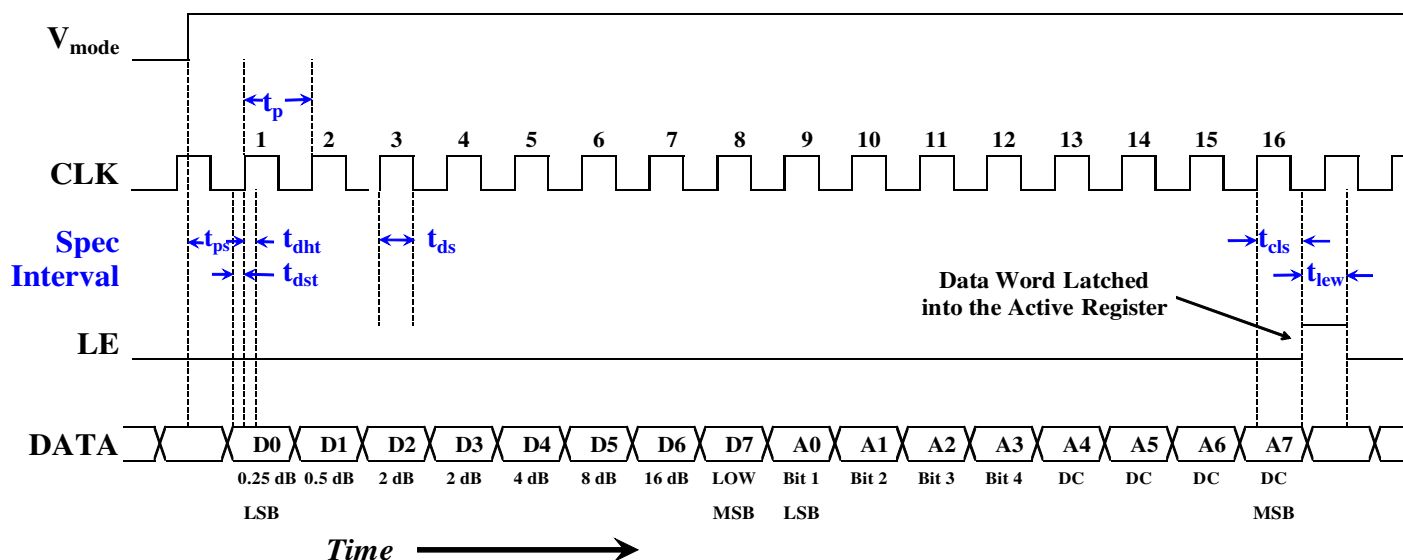 Vmode
tp
1 2 3 4 5 6 7 8 9 10 11 12 13 14 15 16
CLK
Spec Interval
tps tdht tds tcls
tdst tlew
Data Word Latched
into the Active Register
LE
DATA D0 D1 D2 D3 D4 D5 D6 D7 A0 A1 A2 A3 A4 A5 A6 A7
0.25 dB 0.5 dB 2 dB 2 dB 4 dB 8 dB 16 dB LOW Bit 1 Bit 2 Bit 3 Bit 4 DC DC DC DC
LSB MSB LSB MSB
Time